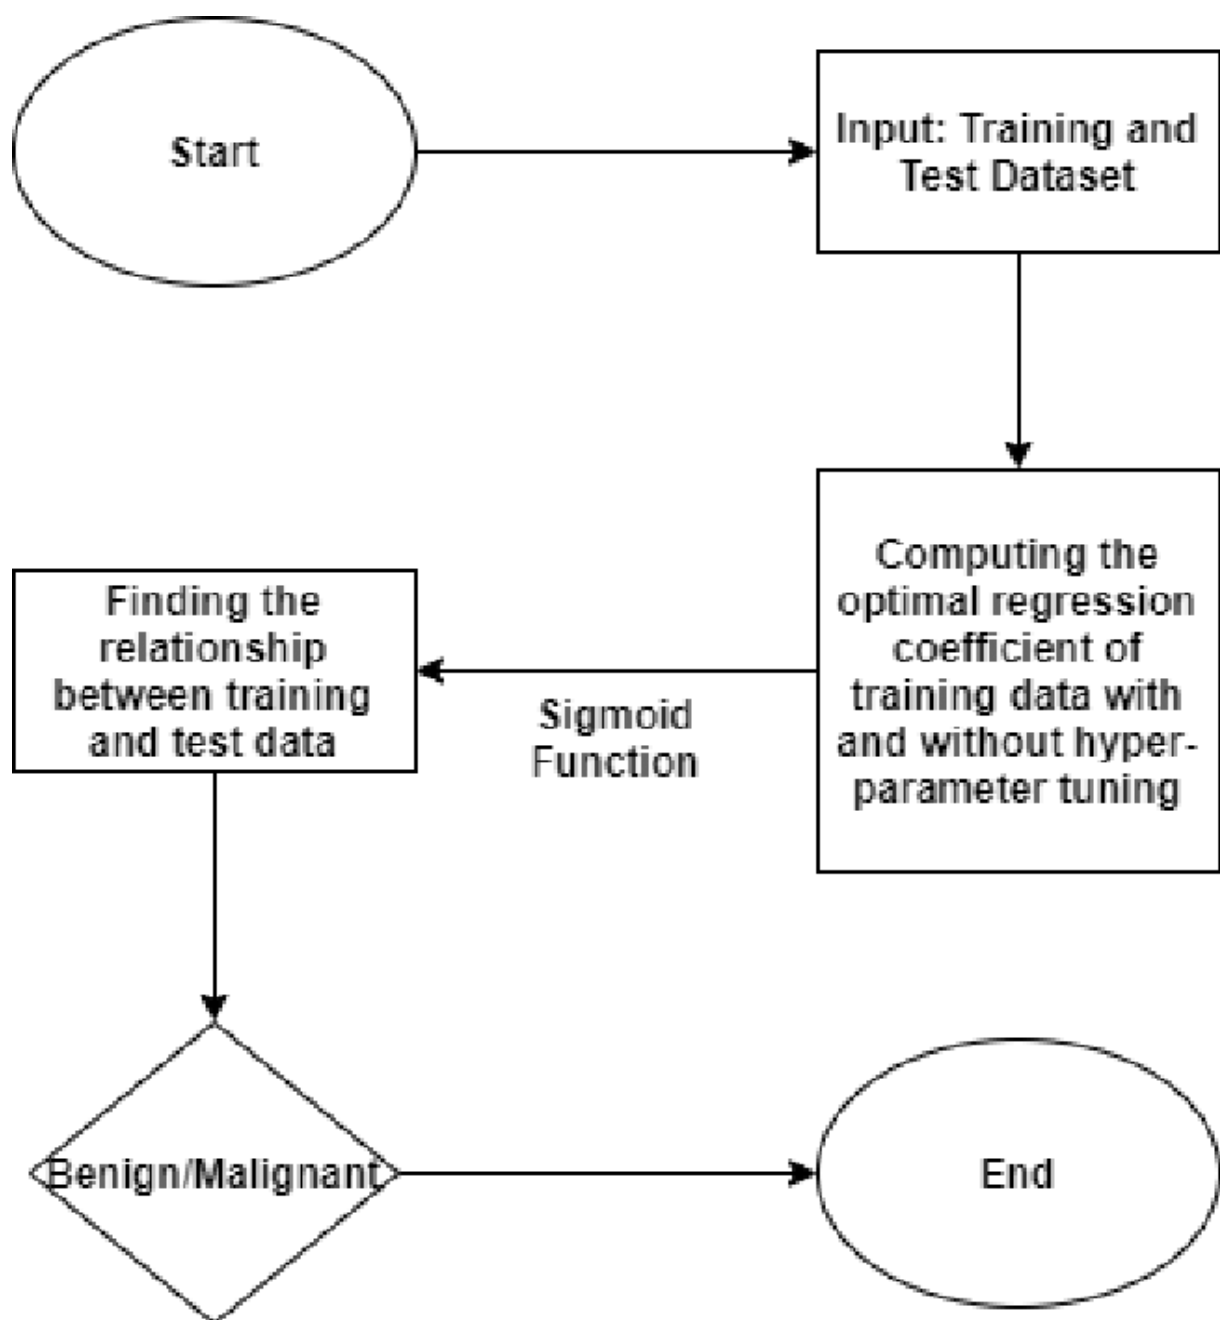 Start
Input: Training and
Test Dataset
Computing the
optimal regression
coefficient of
training data with
and without hyper-
parameter tuning
Sigmoid
Function
Finding the
relationship
between training
and test data
Benign/Malignant
End